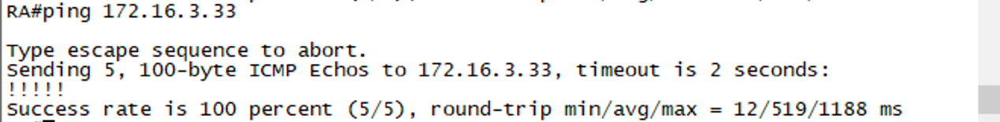 RA#ping 172.16.3.33
Type escape sequence to abort.
Sending 5, 100-byte ICMP Echos to 172.16.3.33, timeout is 2 seconds:
!!!!!
Success rate is 100 percent (5/5), round-trip min/avg/max = 12/519/1188 ms